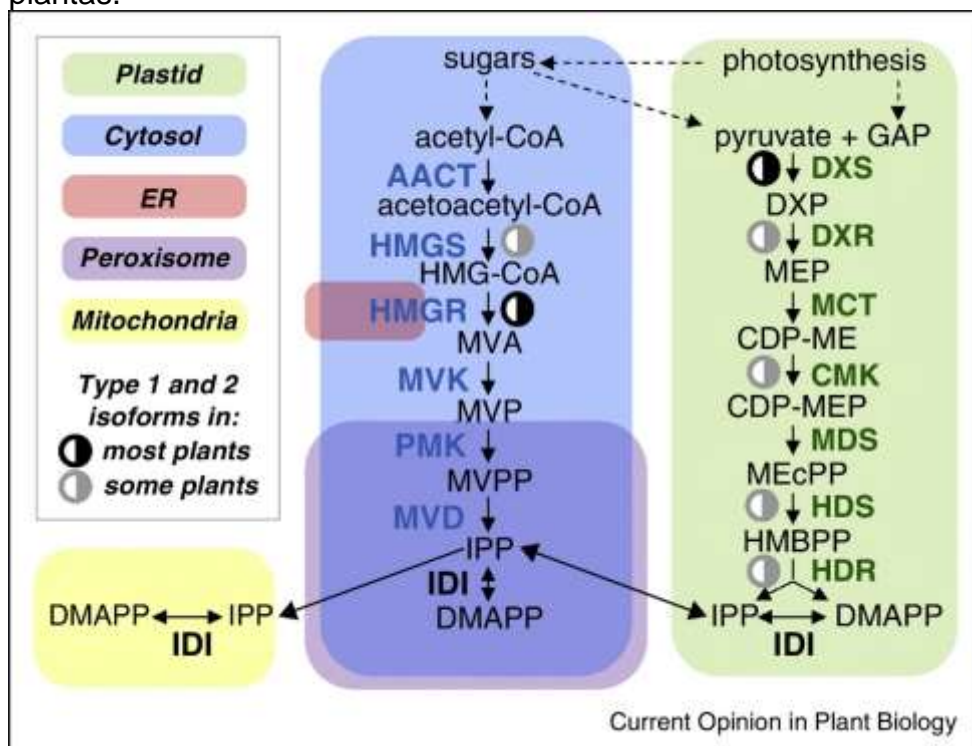 plantas.
Plastid
Cytosol
ER
Peroxisome
Mitochondria
Type 1 and 2
isoforms in:
most plants
some plants
sugars
acetyl-CoA
AACT
acetoacetyl-CoA
HMGS
HMG-CoA
HMGR
MVA
MVK
MVP
PMK
MVPP
MVD
IPP
IDI
DMAPP
DMAPP IPP
IDI
photosynthesis
pyruvate + GAP
DXS
DXP
DXR
MEP
MCT
CDP-ME
CMK
CDP-MEP
MDS
MEcPP
HDS
HMBPP
HDR
IPP DMAPP
IDI
Current Opinion in Plant Biology